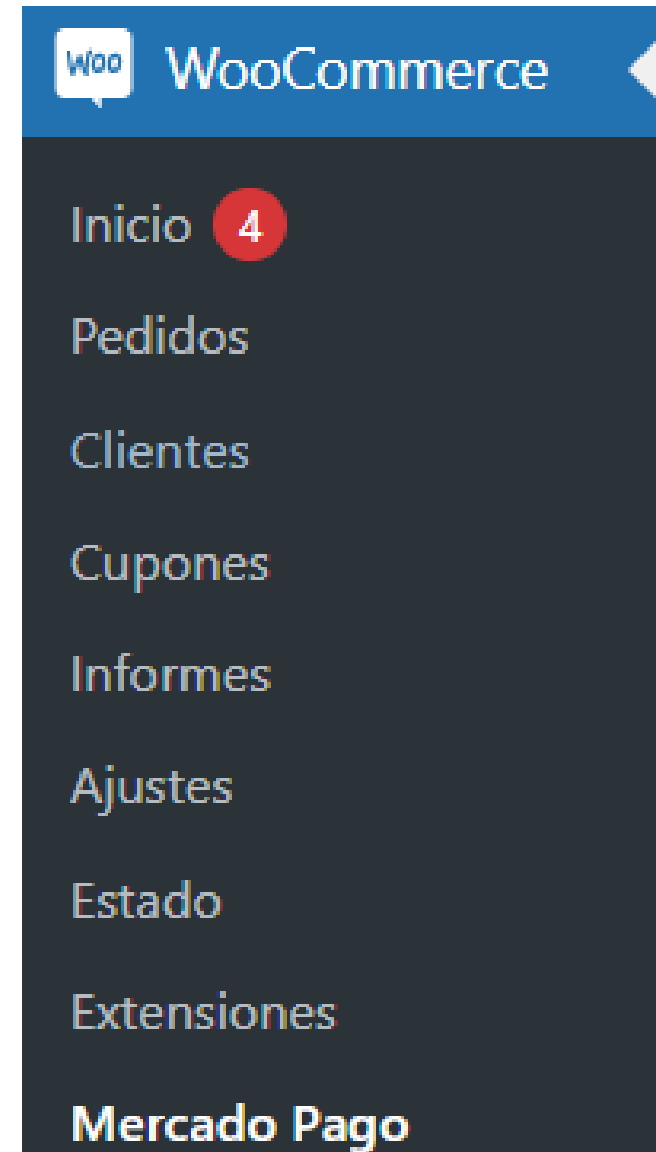 Woo WooCommerce
Inicio 4
Pedidos
Clientes
Cupones
Informes
Ajustes
Estado
Extensiones
Mercado Pago